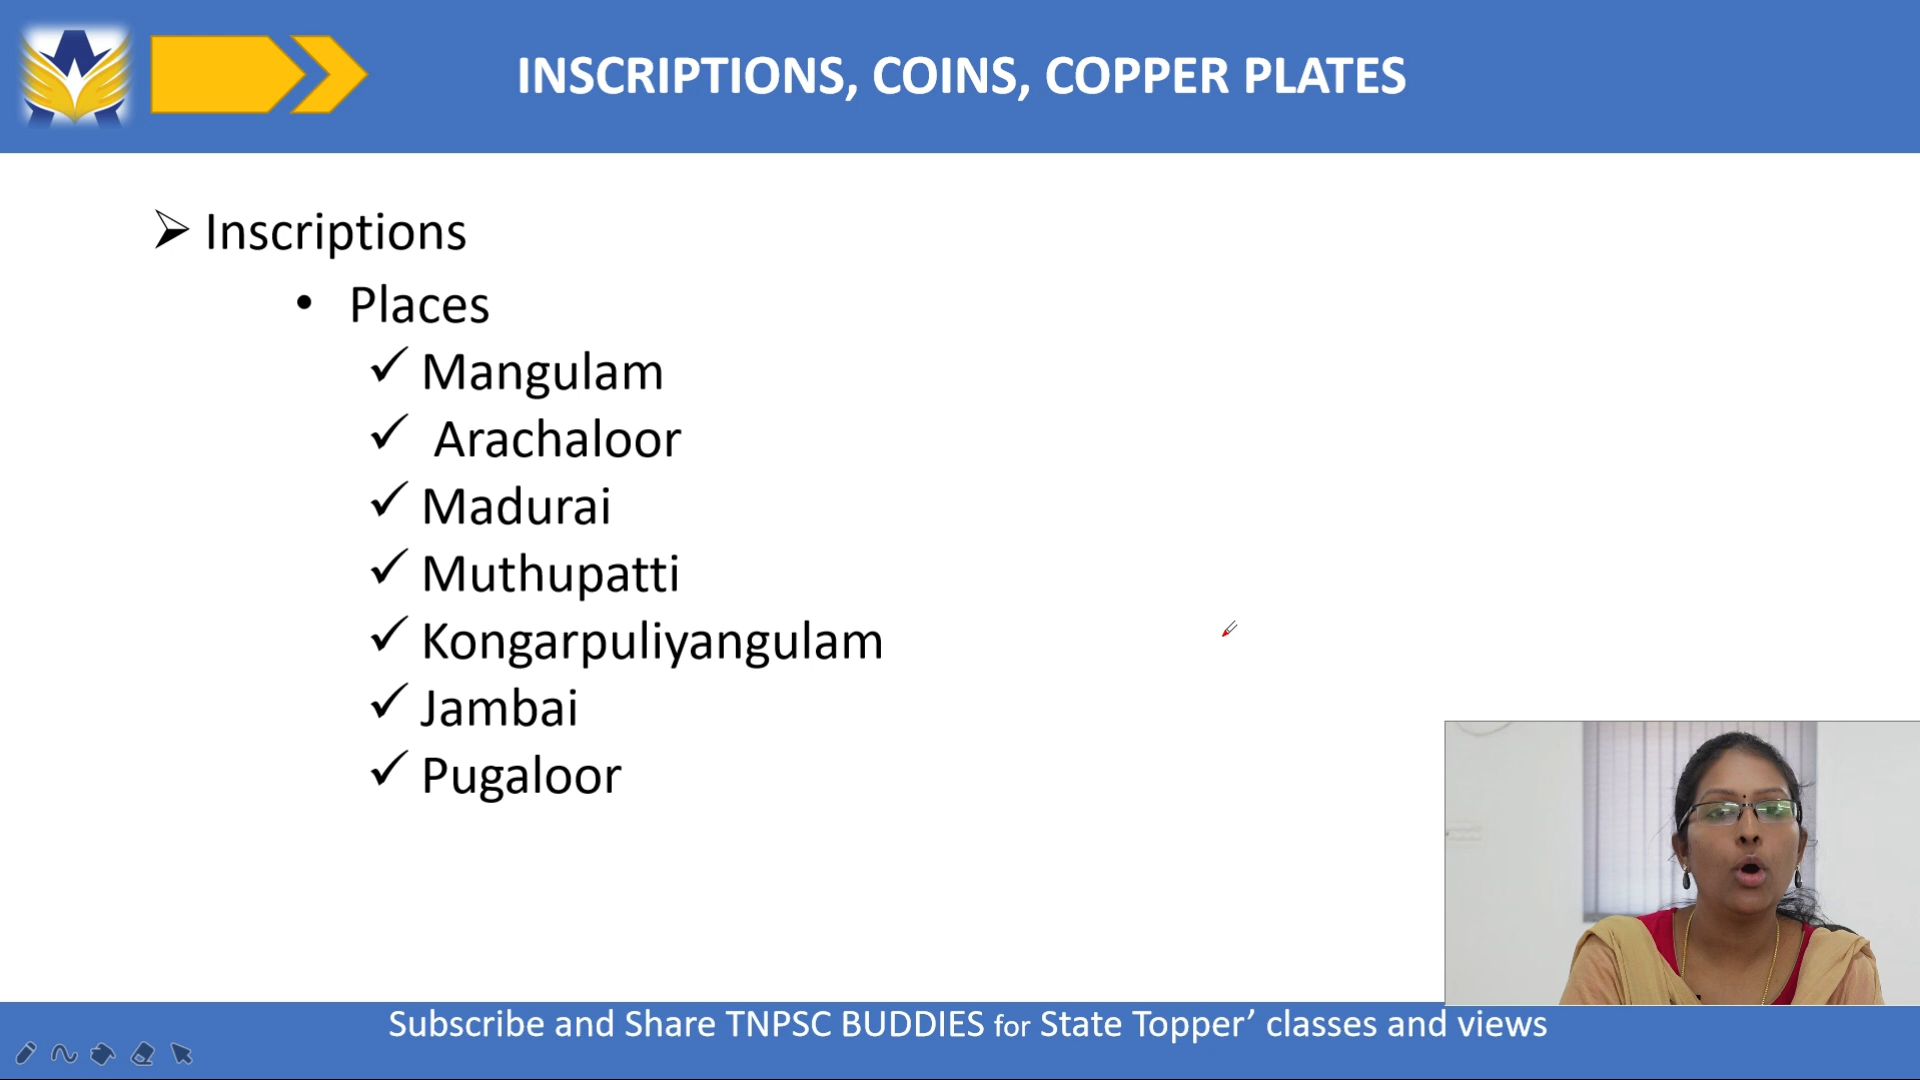 INSCRIPTIONS, COINS, COPPER PLATES
Inscriptions
Places
Mangulam
Arachaloor
Madurai
Muthupatti
Kongarpuliyangulam
Jambai
Pugaloor
Subscribe and Share TNPSC BUDDIES for State Topper’ classes and views